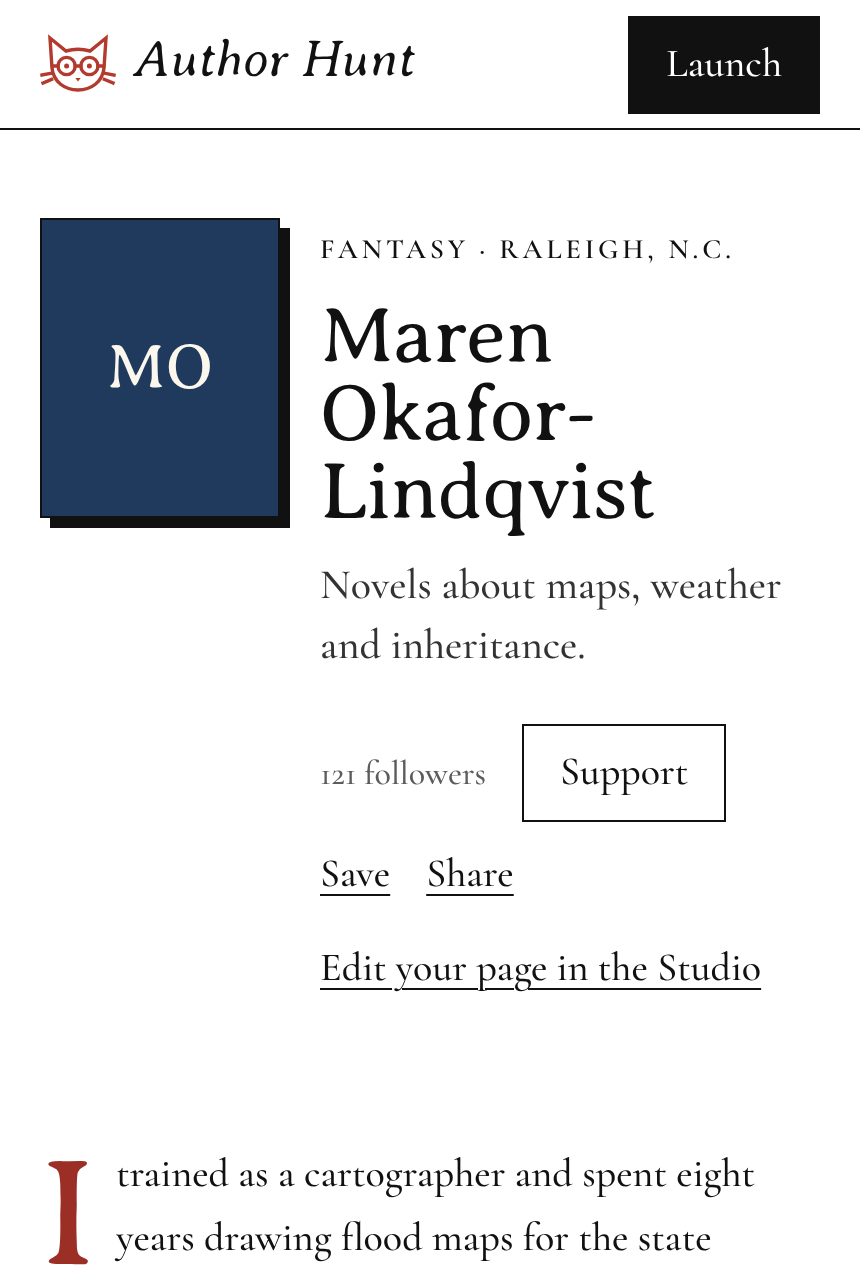 Author Hunt
Launch
MO
FANTASY · RALEIGH, N.C.
Maren
Okafor-
Lindqvist
Novels about maps, weather
and inheritance.
121 followers
Support
Save Share
Edit your page in the Studio
I trained as a cartographer and spent eight
years drawing flood maps for the state